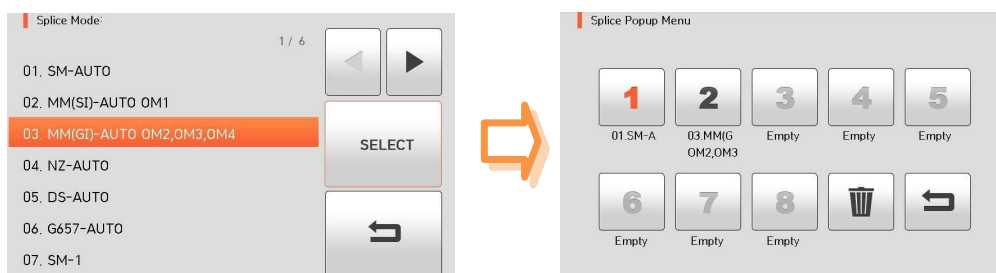 Splice Mode:
1 / 6
01. SM-AUTO
02. MM(SI)-AUTO OM1
03. MM(GI)-AUTO OM2,OM3,OM4
04. NZ-AUTO
05. DS-AUTO
06. G657-AUTO
07. SM-1
SELECT
Splice Popup Menu
1 2 3 4 5
01.SM-A 03.MM(G Empty Empty Empty
OM2,OM3
6 7 8
Empty Empty Empty